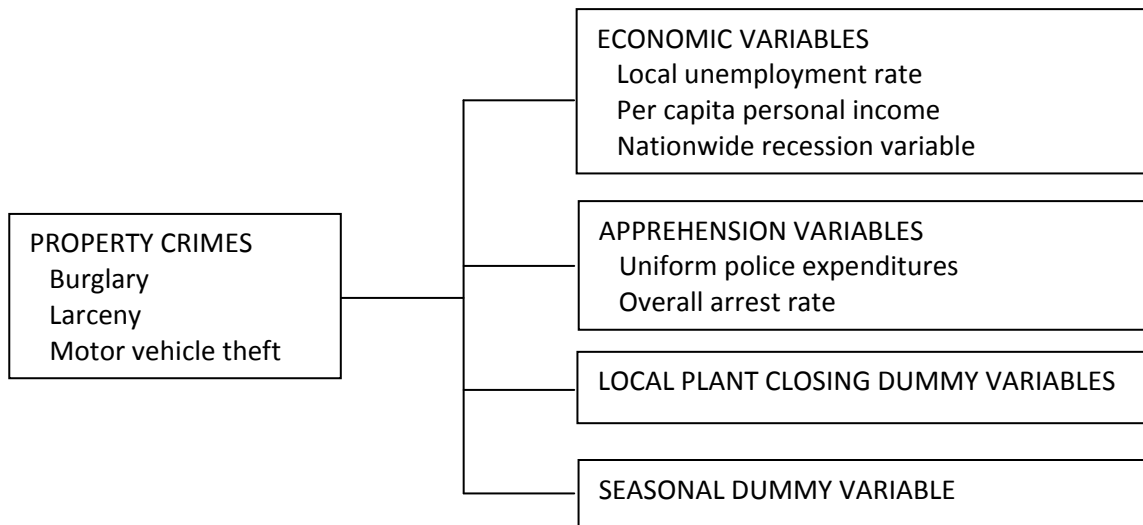 PROPERTY CRIMES
Burglary
Larceny
Motor vehicle theft
ECONOMIC VARIABLES
Local unemployment rate
Per capita personal income
Nationwide recession variable
APPREHENSION VARIABLES
Uniform police expenditures
Overall arrest rate
LOCAL PLANT CLOSING DUMMY VARIABLES
SEASONAL DUMMY VARIABLE